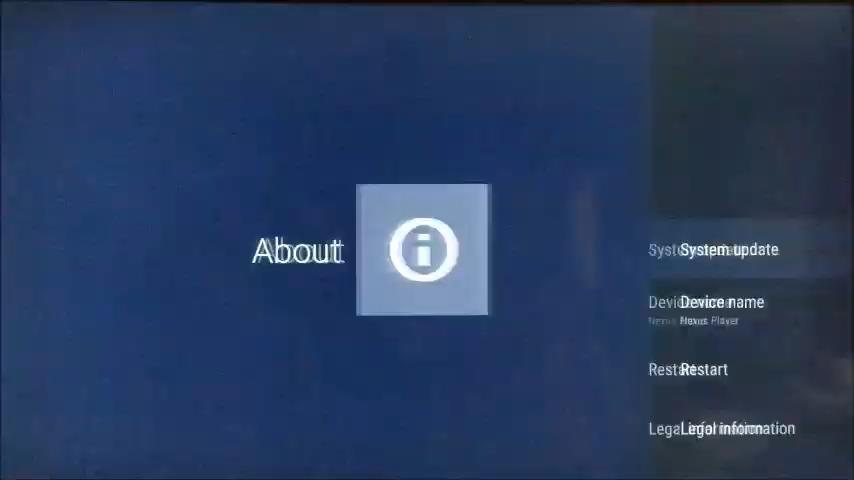 About
System update
Device name
Nexus Player
Restart
Legal information